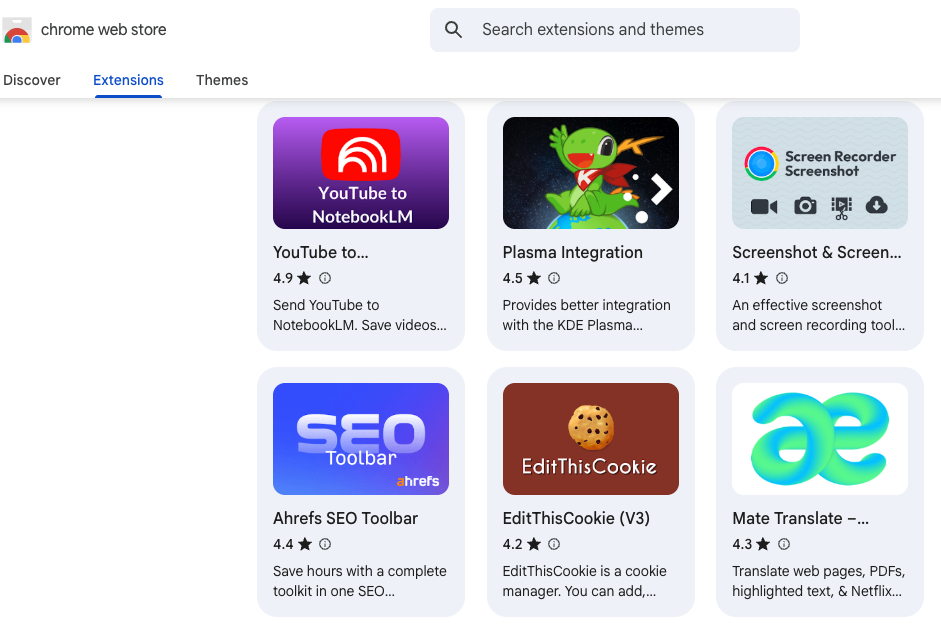 chrome web store
Search extensions and themes
Discover
Extensions
Themes
YouTube to
NotebookLM
YouTube to...
4.9
Send YouTube to
NotebookLM. Save videos...
K
Plasma Integration
4.5
Provides better integration
with the KDE Plasma...
Screen Recorder
Screenshot
Screenshot & Screen...
4.1
An effective screenshot
and screen recording tool...
SEO
Toolbar
ahrefs
Ahrefs SEO Toolbar
4.4
Save hours with a complete
toolkit in one SEO...
EditThisCookie
EditThisCookie (V3)
4.2
EditThisCookie is a cookie
manager. You can add,...
æ
Mate Translate –...
4.3
Translate web pages, PDFs,
highlighted text, & Netflix...